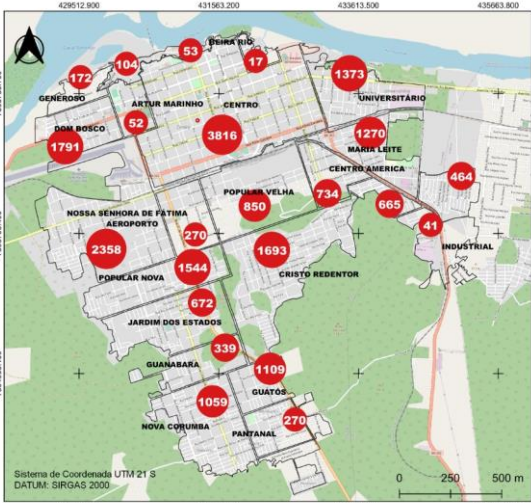 429512.900 431563.200 433613.500 435663.800
53
BEIRA RIO
17
104
172
1373
GENEROSO
ARTUR MARINHO
CENTRO
UNIVERSITÁRIO
52
DOM BOSCO
3816
1270
1791
MARIA LEITE
CENTRO AMERICA
464
POPULAR VELHA
734
850
665
NOSSA SENHORA DE FÁTIMA
AEROPORTO
41
270
2358
1693
INDUSTRIAL
1544
CRISTO REDENTOR
POPULAR NOVA
672
JARDIM DOS ESTADOS
339
GUANABARA
1109
GUATÓS
1059
270
NOVA CORUMBA
PANTANAL
Sistema de Coordenada UTM 21 S
DATUM: SIRGAS 2000
0 250 500 m